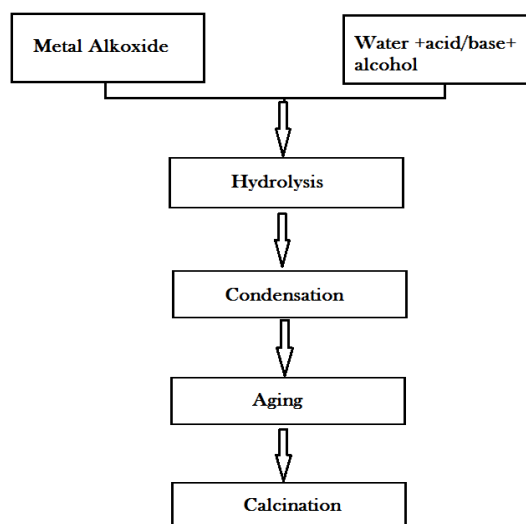 Metal Alkoxide
Water +acid/base+
alcohol
Hydrolysis
Condensation
Aging
Calcination